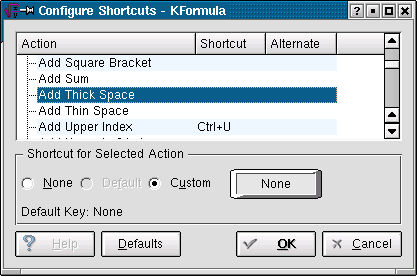 Configure Shortcuts - KFormula
Action Shortcut Alternate
Add Square Bracket
Add Sum
Add Thick Space
Add Thin Space
Add Upper Index Ctrl+U
Shortcut for Selected Action
None Default Custom None
Default Key: None
? Help Defaults OK Cancel